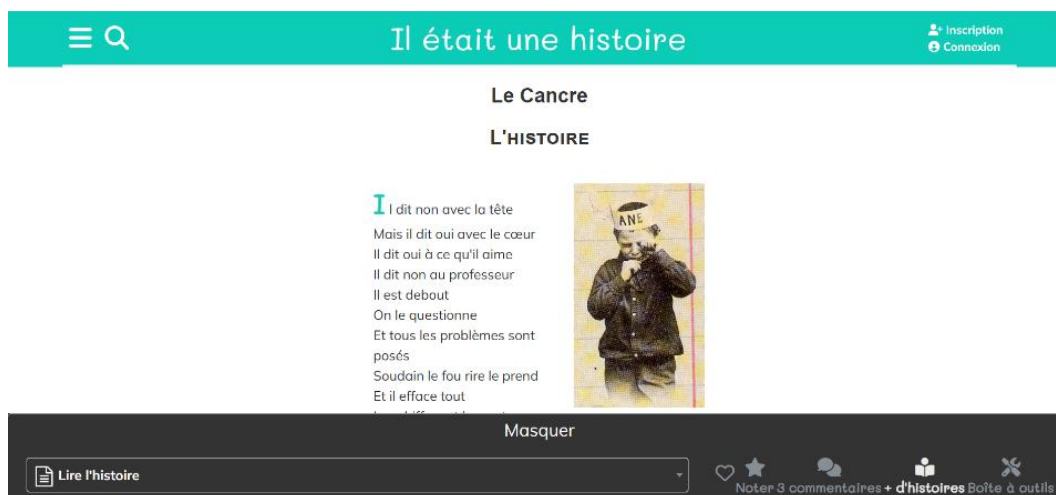 Il était une histoire
Inscription
Connexion
Le Cancre
L'HISTOIRE
Il dit non avec la tête
Mais il dit oui avec le cœur
Il dit oui à ce qu'il aime
Il dit non au professeur
Il est debout
On le questionne
Et tous les problèmes sont
posés
Soudain le fou rire le prend
Et il efface tout
ANE
Masquer
Lire l'histoire
Noter 3 commentaires + d'histoires Boîte à outils